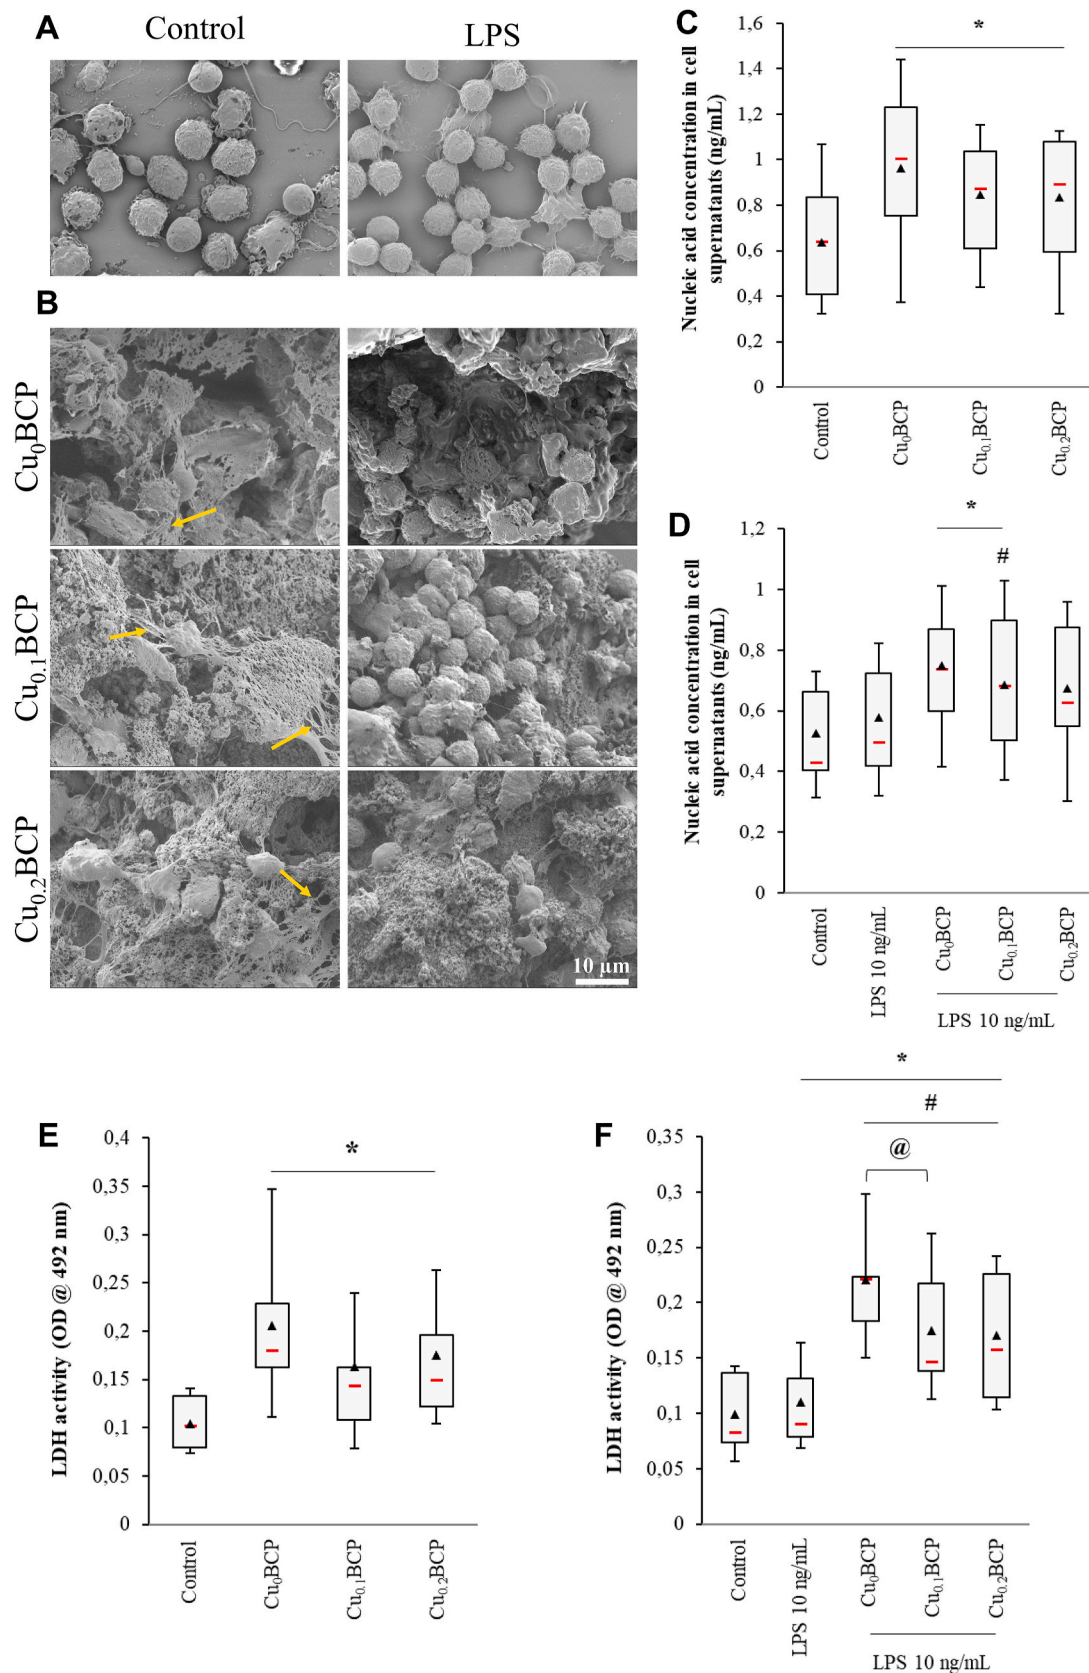 A
Control
LPS
B
Cu0BCP
Cu0.1BCP
Cu0.2BCP
10 μm
C
*
Nucleic acid concentration in cell
supernatants (ng/mL)
1,6
1,4
1,2
1
0,8
0,6
0,4
0,2
0
Control
Cu0BCP
Cu0.1BCP
Cu0.2BCP
D
*
#
Nucleic acid concentration in cell
supernatants (ng/mL)
1,2
1
0,8
0,6
0,4
0,2
0
Control
LPS 10 ng/mL
Cu0BCP
Cu0.1BCP
Cu0.2BCP
LPS 10 ng/mL
E
*
LDH activity (OD @ 492 nm)
0,4
0,35
0,3
0,25
0,2
0,15
0,1
0,05
0
Control
Cu0BCP
Cu0.1BCP
Cu0.2BCP
F
*
#
@
LDH activity (OD @ 492 nm)
0,35
0,3
0,25
0,2
0,15
0,1
0,05
0
Control
LPS 10 ng/mL
Cu0BCP
Cu0.1BCP
Cu0.2BCP
LPS 10 ng/mL